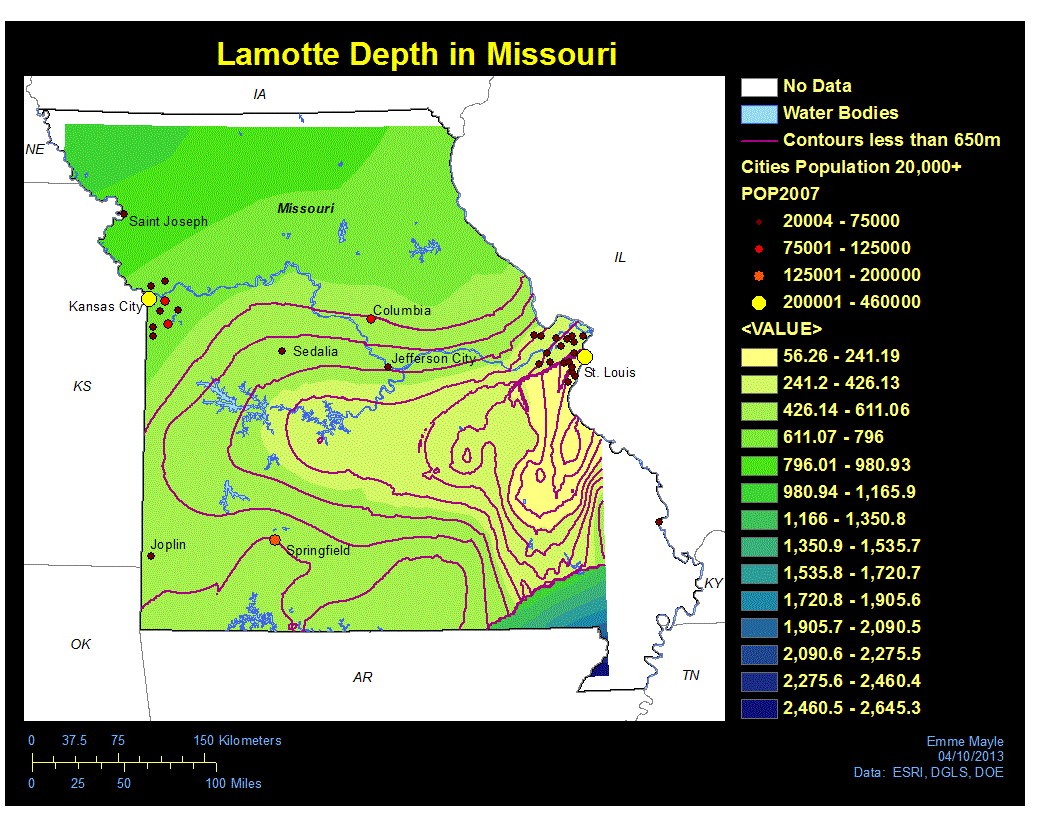 Lamotte Depth in Missouri
IA
NE
Missouri
Saint Joseph
IL
Kansas City
Columbia
Sedalia
Jefferson City
St. Louis
KS
Joplin
Springfield
KY
OK
AR
TN
No Data
Water Bodies
Contours less than 650m
Cities Population 20,000+
POP2007
20004 - 75000
75001 - 125000
125001 - 200000
200001 - 460000
<VALUE>
56.26 - 241.19
241.2 - 426.13
426.14 - 611.06
611.07 - 796
796.01 - 980.93
980.94 - 1,165.9
1,166 - 1,350.8
1,350.9 - 1,535.7
1,535.8 - 1,720.7
1,720.8 - 1,905.6
1,905.7 - 2,090.5
2,090.6 - 2,275.5
2,275.6 - 2,460.4
2,460.5 - 2,645.3
0 37.5 75 150 Kilometers
0 25 50 100 Miles
Emme Mayle
04/10/2013
Data: ESRI, DGLS, DOE